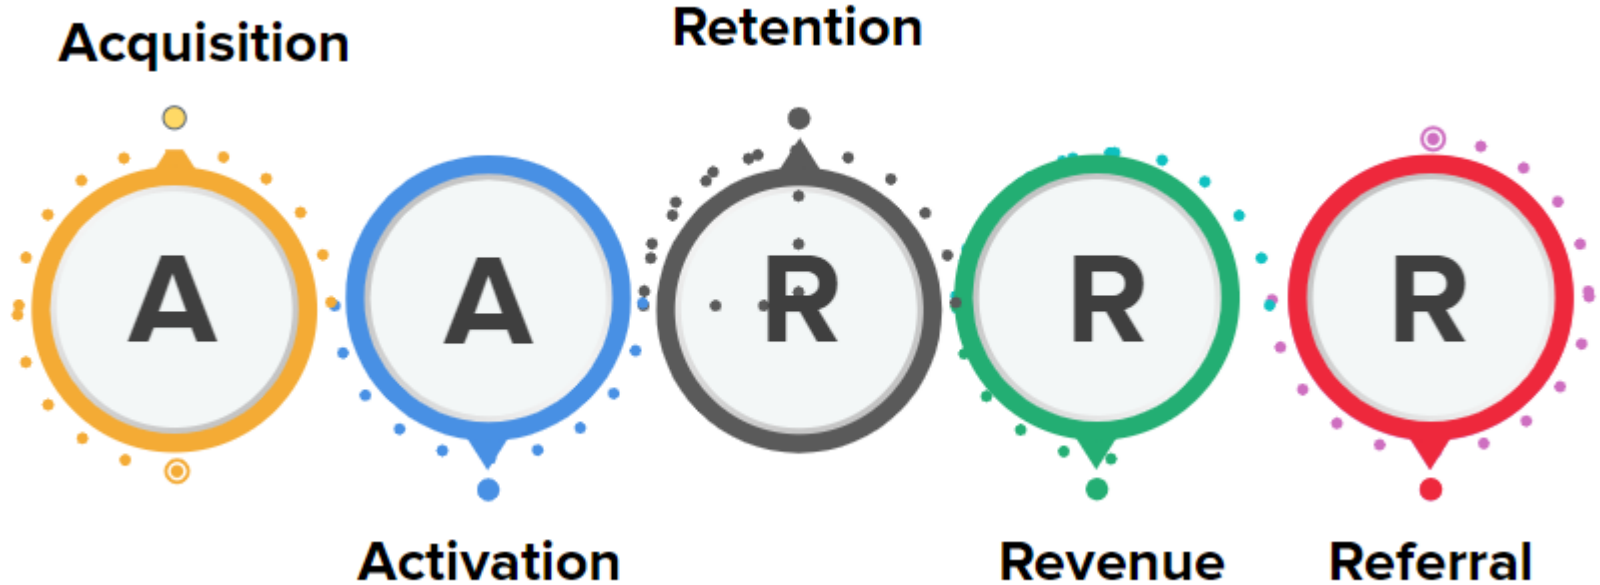 Acquisition
Retention
A
A
R
R
R
Activation
Revenue
Referral